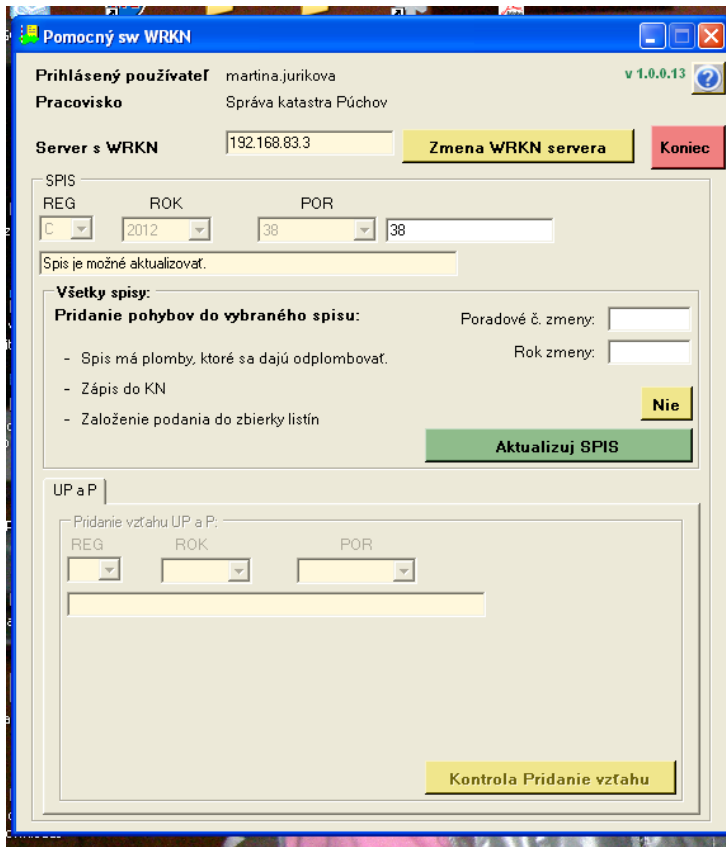 Pomocný sw WRKN
Prihlásený používateľ martina.jurikova v 1.0.0.13
Pracovisko Správa katastra Púchov
Server s WRKN 192.168.83.3 Zmena WRKN servera Koniec
SPIS
REG ROK POR
C 2012 38 38
Spis je možné aktualizovať.
Všetky spisy:
Pridanie pohybov do vybraného spisu: Poradové č. zmeny:
Rok zmeny:
- Spis má plomby, ktoré sa dajú odplombovať.
- Zápis do KN
Nie
- Založenie podania do zbierky listín
Aktualizuj SPIS
UP a P
Pridanie vzťahu UP a P:
REG ROK POR
Kontrola Pridanie vzťahu